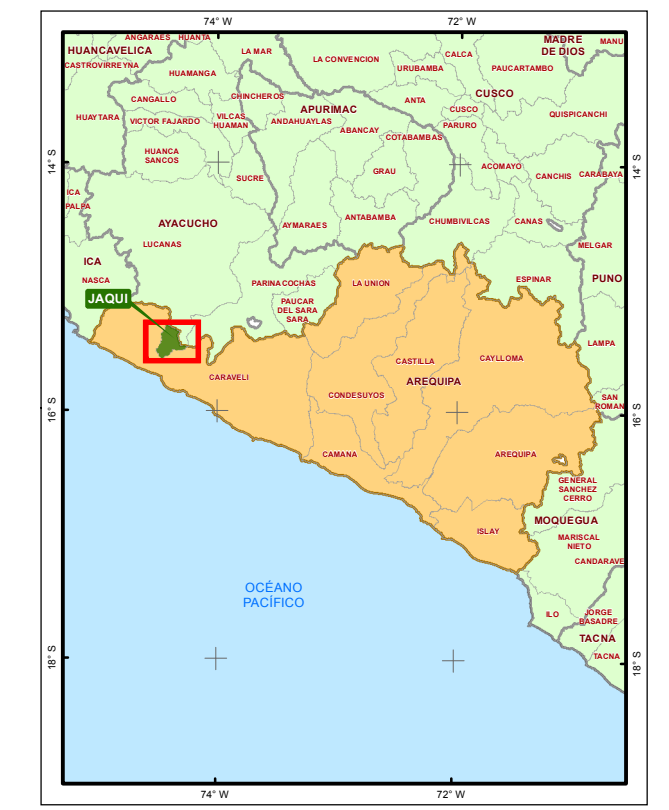 74° W
72° W
ANGARAES
HUANTA
HUANCAVELICA
LA MAR
LA CONVENCION
CALCA
MADRE
DE DIOS
MANU
CASTROVIRREYNA
HUAMANGA
URUBAMBA
PAUCARTAMBO
CANGALLO
CHINCHEROS
APURIMAC
ANTA
CUSCO
CUSCO
HUAYTARA
VICTOR FAJARDO
VILCAS
HUAMAN
ANDAHUAYLAS
ABANCAY
COTABAMBAS
PARURO
QUISPICANCHI
HUANCA
SANCOS
14° S
14° S
SUCRE
GRAU
ACOMAYO
CANCHIS
CARABAYA
ICA
PALPA
AYACUCHO
LUCANAS
AYMARAES
ANTABAMBA
CHUMBIVILCAS
CANAS
MELGAR
ICA
NASCA
PARINACOCHAS
LA UNION
ESPINAR
PUNO
JAQUI
PAUCAR
DEL SARA
SARA
LAMPA
CARAVELI
CASTILLA
CAYLLOMA
AREQUIPA
CONDESUYOS
SAN
ROMAN
16° S
16° S
CAMANA
AREQUIPA
GENERAL
SANCHEZ
CERRO
MOQUEGUA
ISLAY
MARISCAL
NIETO
CANDARAVE
OCÉANO
PACÍFICO
ILO
JORGE
BASADRE
TACNA
TACNA
18° S
18° S
74° W
72° W